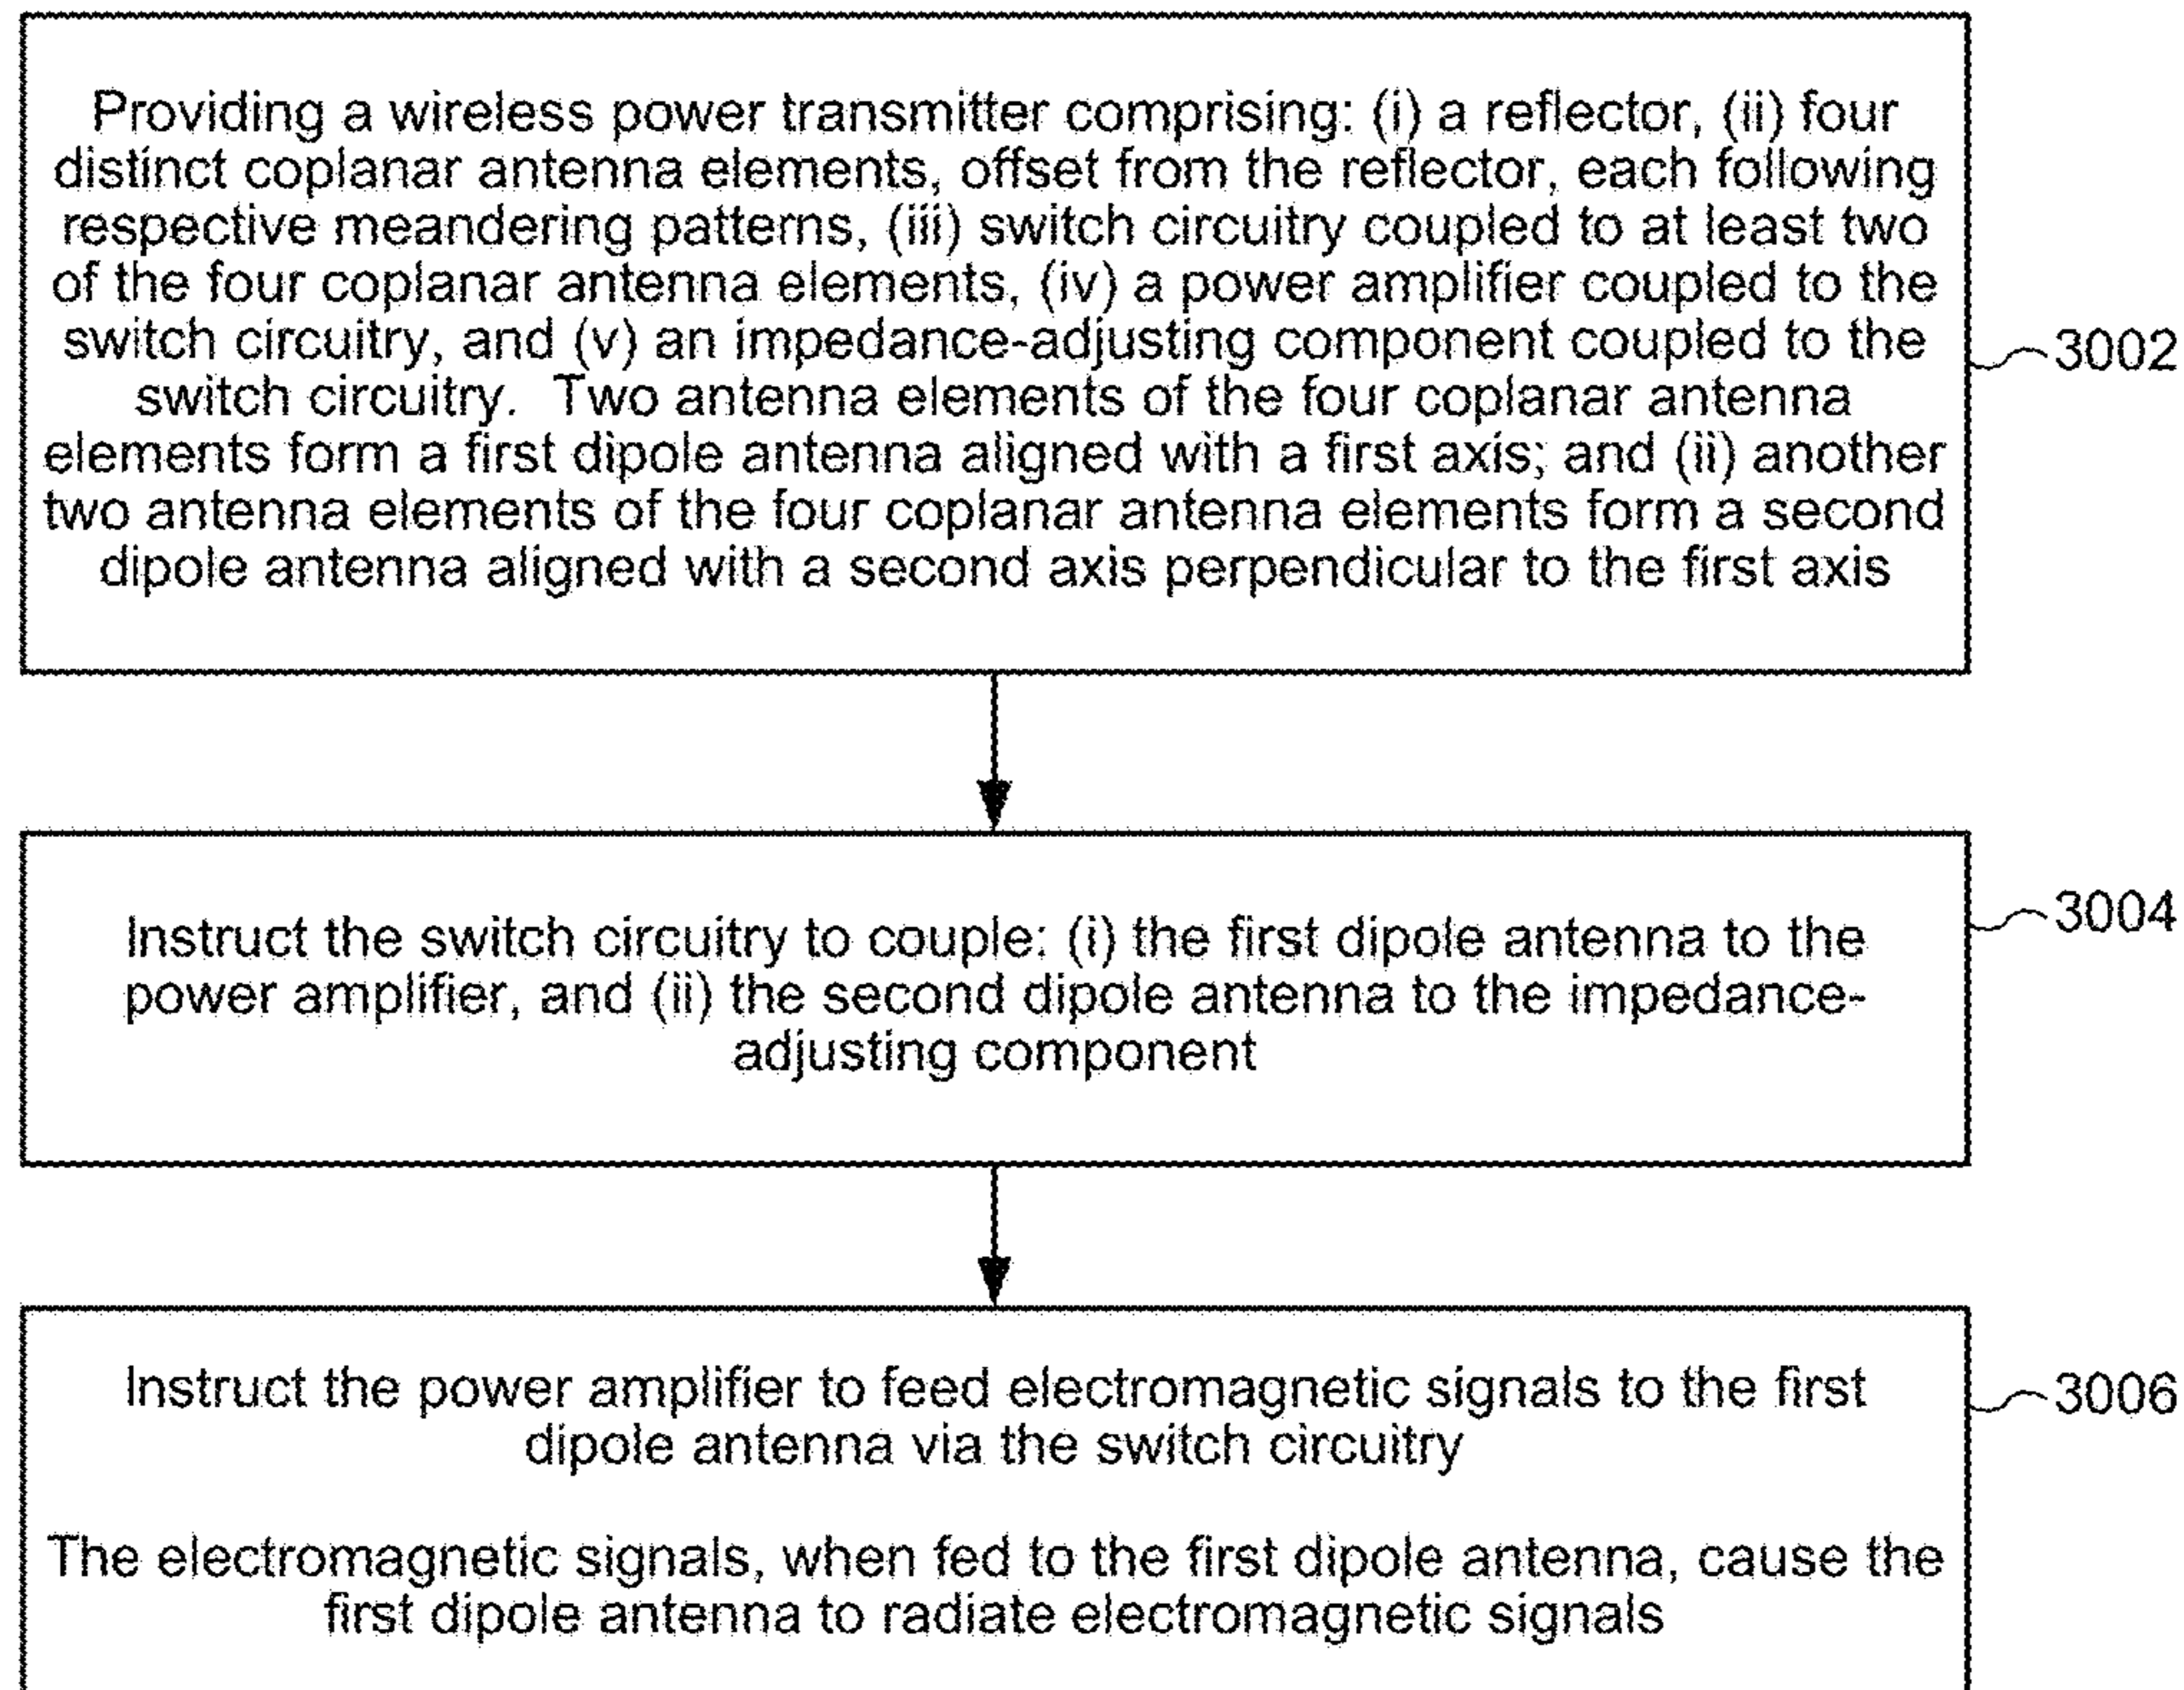 Providing a wireless power transmitter comprising: (i) a reflector, (ii) four
distinct coplanar antenna elements, offset from the reflector, each following
respective meandering patterns, (iii) switch circuitry coupled to at least two
of the four coplanar antenna elements, (iv) a power amplifier coupled to the
switch circuitry, and (v) an impedance-adjusting component coupled to the
switch circuitry.  Two antenna elements of the four coplanar antenna
elements form a first dipole antenna aligned with a first axis; and (ii) another
two antenna elements of the four coplanar antenna elements form a second
dipole antenna aligned with a second axis perpendicular to the first axis
3002
Instruct the switch circuitry to couple: (i) the first dipole antenna to the
power amplifier, and (ii) the second dipole antenna to the impedance-
adjusting component
3004
Instruct the power amplifier to feed electromagnetic signals to the first
dipole antenna via the switch circuitry
The electromagnetic signals, when fed to the first dipole antenna, cause the
first dipole antenna to radiate electromagnetic signals
3006